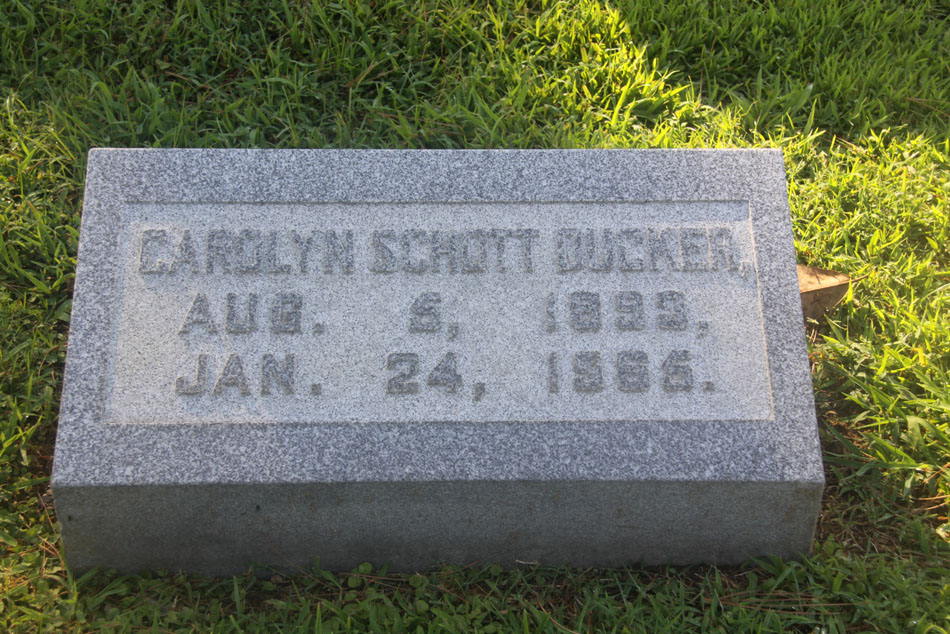 CAROLYN SCHOTT DUCKER,
AUG. 6, 1893,
JAN. 24, 1966.